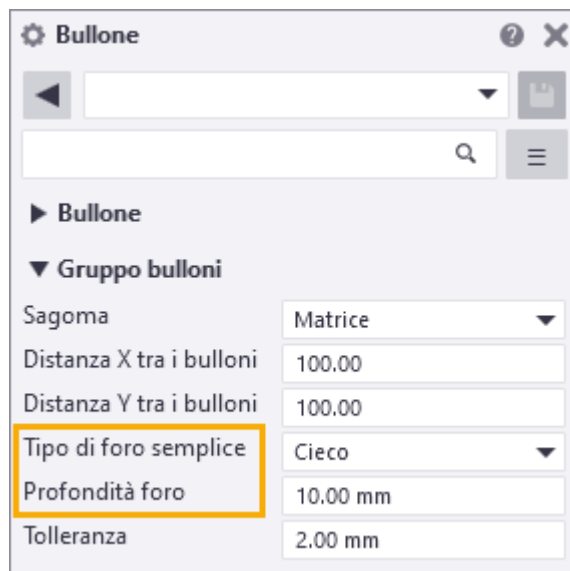 Bullone
Bullone
Gruppo bulloni
Sagoma Matrice
Distanza X tra i bulloni 100.00
Distanza Y tra i bulloni 100.00
Tipo di foro semplice Cieco
Profondità foro 10.00 mm
Tolleranza 2.00 mm